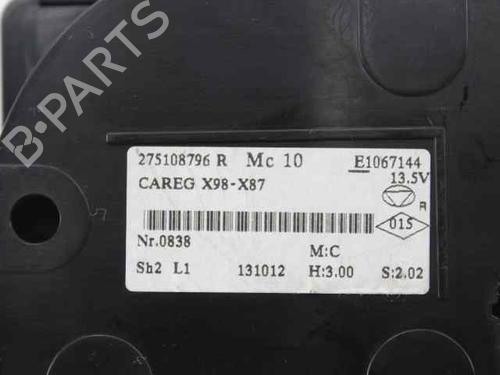 B-PARTS
275108796 R Mc 10 E1067144
CAREG X98-X87 13.5V
R
015
Nr.0838
M:C
Sh2 L1 131012 H:3.00 S:2.02